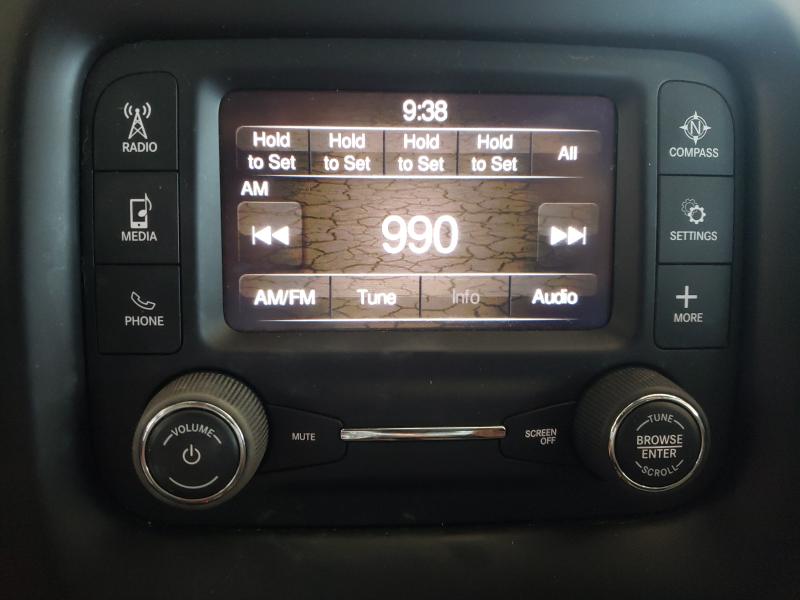 9:38
RADIO
Hold to Set
Hold to Set
Hold to Set
Hold to Set
All
N
COMPASS
AM
MEDIA
990
SETTINGS
PHONE
AM/FM
Tune
Info
Audio
MORE
VOLUME
MUTE
SCREEN
OFF
TUNE
BROWSE
ENTER
SCROLL